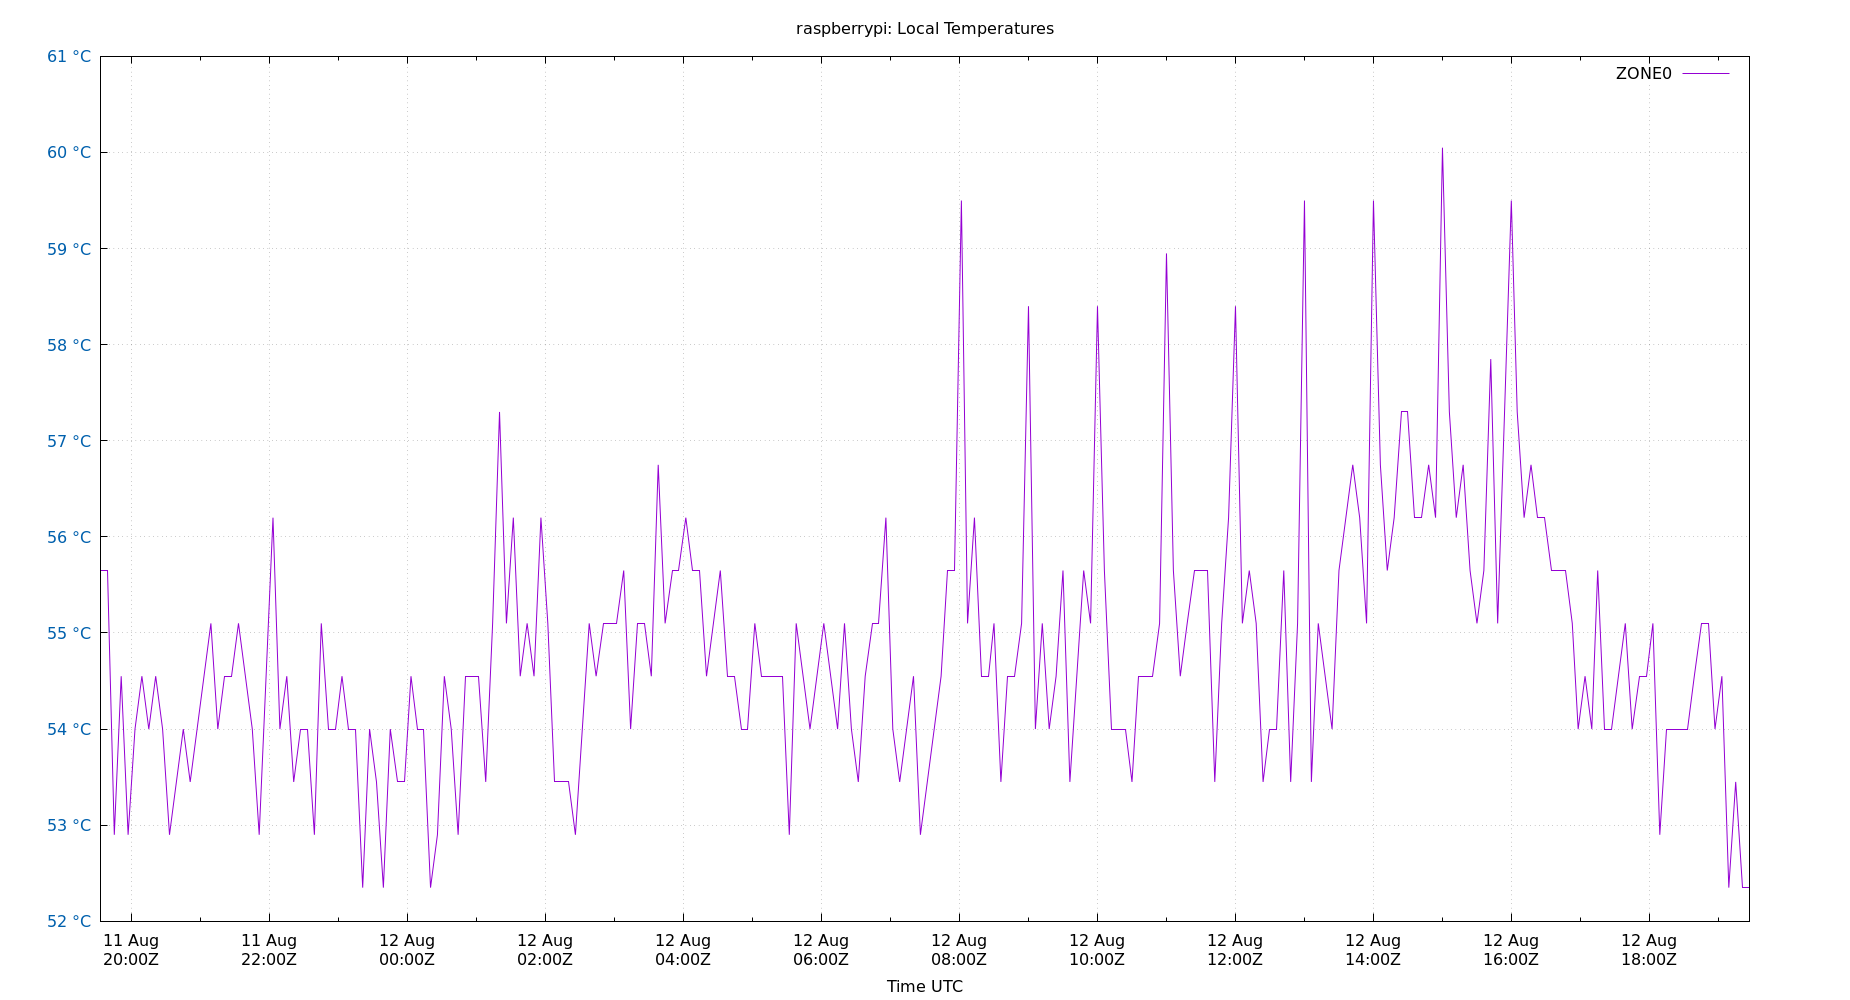 raspberrypi: Local Temperatures
61 °C
ZONE0
60 °C
59 °C
58 °C
57 °C
56 °C
55 °C
54 °C
53 °C
52 °C
11 Aug 11 Aug 12 Aug 12 Aug 12 Aug 12 Aug 12 Aug 12 Aug 12 Aug 12 Aug 12 Aug 12 Aug
20:00Z 22:00Z 00:00Z 02:00Z 04:00Z 06:00Z 08:00Z 10:00Z 12:00Z 14:00Z 16:00Z 18:00Z
Time UTC